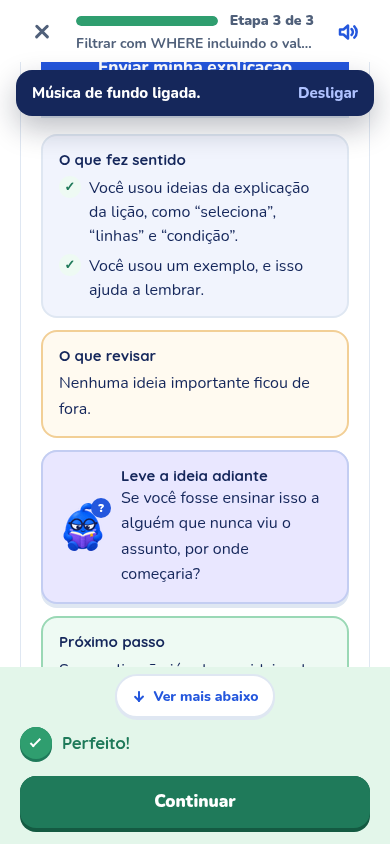 Etapa 3 de 3
Filtrar com WHERE incluindo o val...
Enviar minha explicação
Música de fundo ligada.
Desligar
O que fez sentido
✓ Você usou ideias da explicação
da lição, como “seleciona”,
“linhas” e “condição”.
✓ Você usou um exemplo, e isso
ajuda a lembrar.
O que revisar
Nenhuma ideia importante ficou de
fora.
?
Leve a ideia adiante
Se você fosse ensinar isso a
alguém que nunca viu o
assunto, por onde
começaria?
Próximo passo
↓ Ver mais abaixo
Perfeito!
Continuar